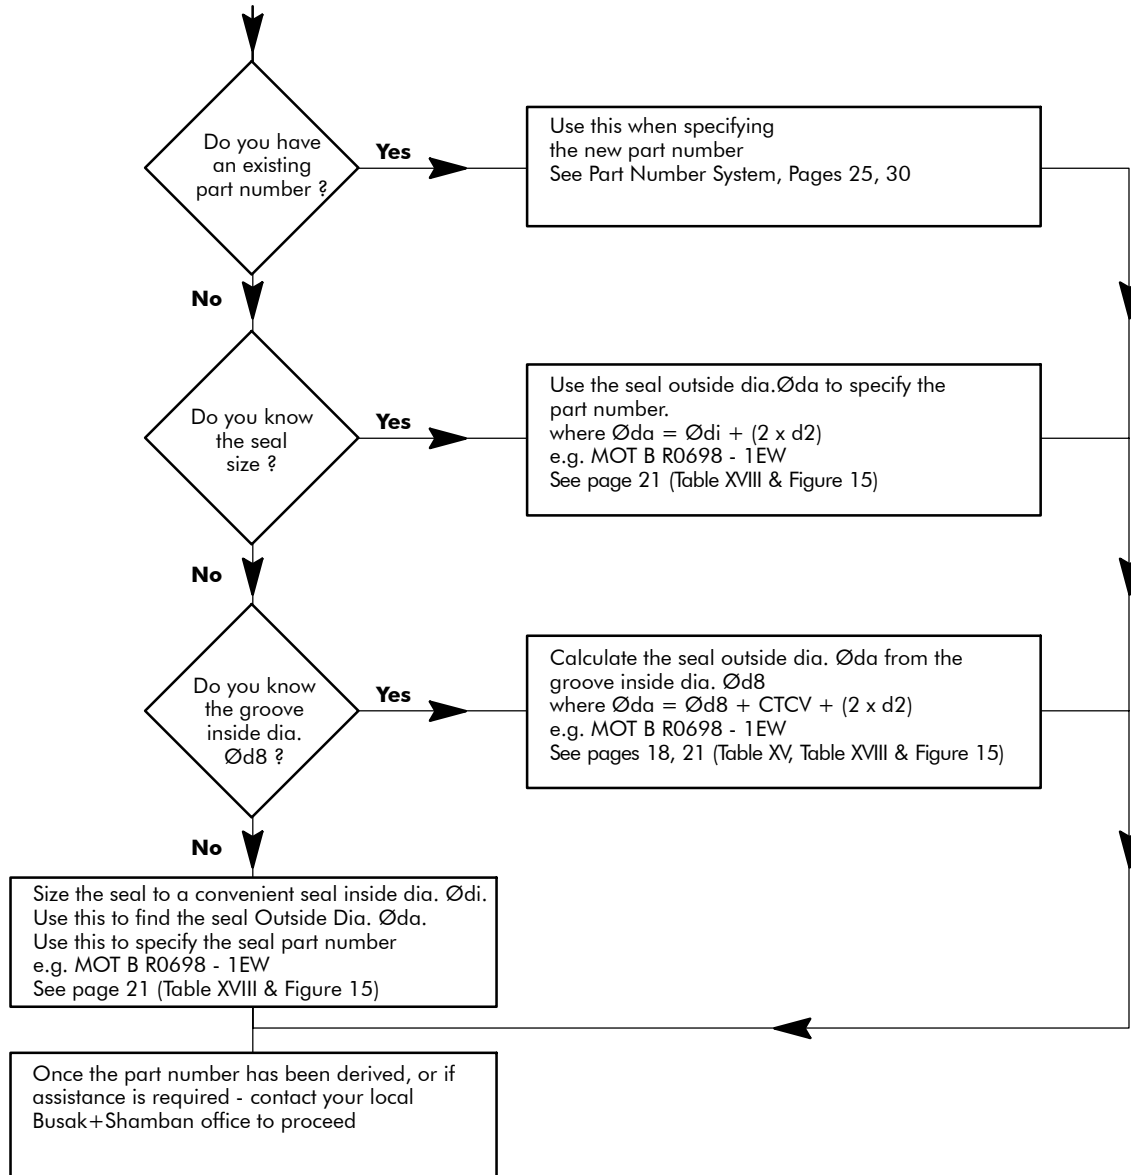 Do you have
an existing
part number ?
Yes
Use this when specifying
the new part number
See Part Number System, Pages 25, 30
No
Do you know
the seal
size ?
Yes
Use the seal outside dia.Øda to specify the
part number.
where Øda = Ødi + (2 x d2)
e.g. MOT B R0698 - 1EW
See page 21 (Table XVIII & Figure 15)
No
Do you know
the groove
inside dia.
Ød8 ?
Yes
Calculate the seal outside dia. Øda from the
groove inside dia. Ød8
where Øda = Ød8 + CTCV + (2 x d2)
e.g. MOT B R0698 - 1EW
See pages 18, 21 (Table XV, Table XVIII & Figure 15)
No
Size the seal to a convenient seal inside dia. Ødi.
Use this to find the seal Outside Dia. Øda.
Use this to specify the seal part number
e.g. MOT B R0698 - 1EW
See page 21 (Table XVIII & Figure 15)
Once the part number has been derived, or if
assistance is required - contact your local
Busak+Shamban office to proceed